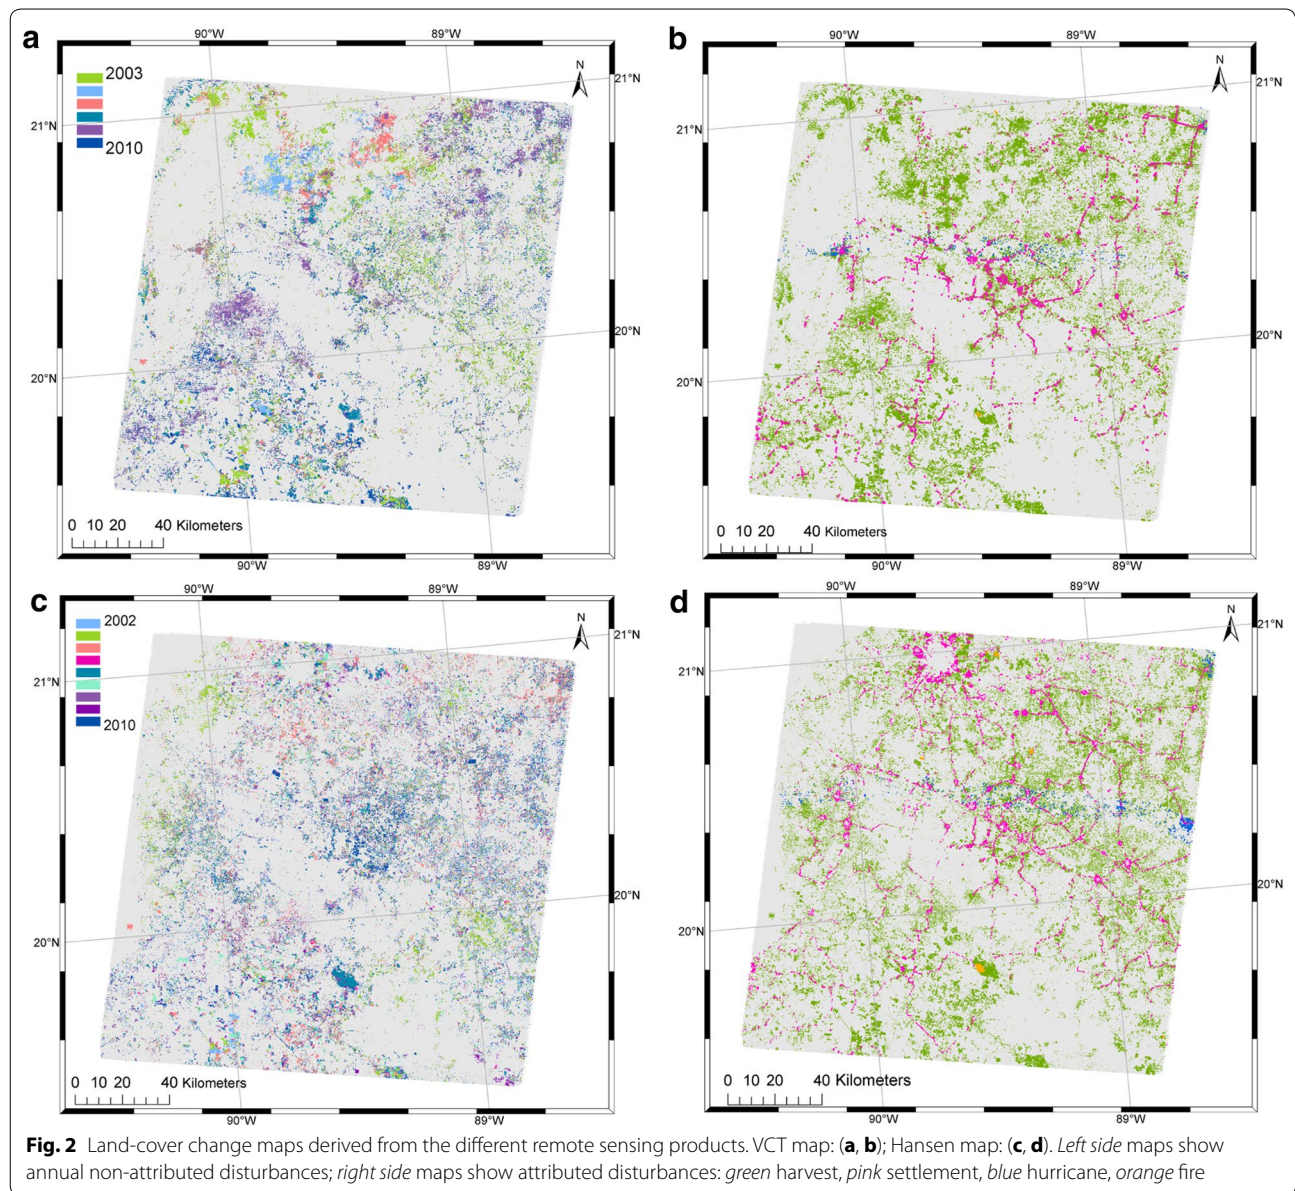 a
90°W 89°W
N
2003
2010
21°N
21°N
20°N
20°N
0 10 20 40 Kilometers
90°W 89°W
b
90°W 89°W
N
21°N
21°N
20°N
20°N
0 10 20 40 Kilometers
90°W 89°W
c
90°W 89°W
N
2002
2010
21°N
21°N
20°N
20°N
0 10 20 40 Kilometers
90°W 89°W
d
90°W 89°W
N
21°N
21°N
20°N
20°N
0 10 20 40 Kilometers
90°W 89°W
Fig. 2 Land-cover change maps derived from the different remote sensing products. VCT map: (a, b); Hansen map: (c, d). Left side maps show
annual non-attributed disturbances; right side maps show attributed disturbances: green harvest, pink settlement, blue hurricane, orange fire